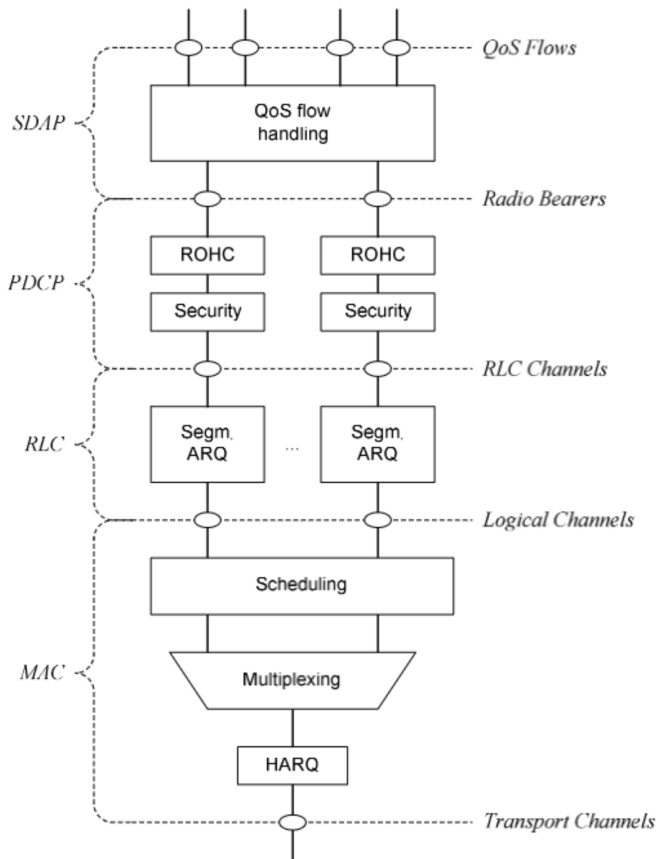 QoS Flows
QoS flow
handling
SDAP
Radio Bearers
ROHC
ROHC
PDCP
Security
Security
RLC Channels
Segm.
ARQ
...
Segm.
ARQ
RLC
Logical Channels
Scheduling
MAC
Multiplexing
HARQ
Transport Channels